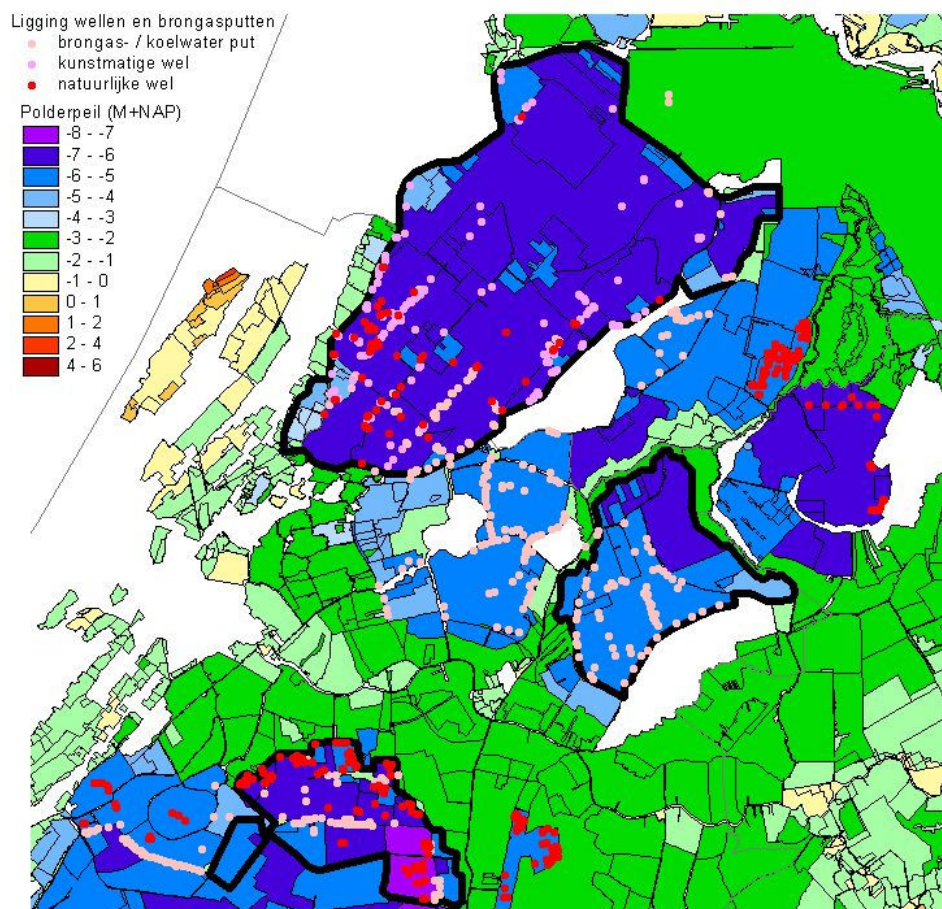 Ligging wellen en brongasputten
brongas- / koelwater put
kunstmatige wel
natuurlijke wel
Polderpeil (M+NAP)
-8 - -7
-7 - -6
-6 - -5
-5 - -4
-4 - -3
-3 - -2
-2 - -1
-1 - 0
0 - 1
1 - 2
2 - 4
4 - 6